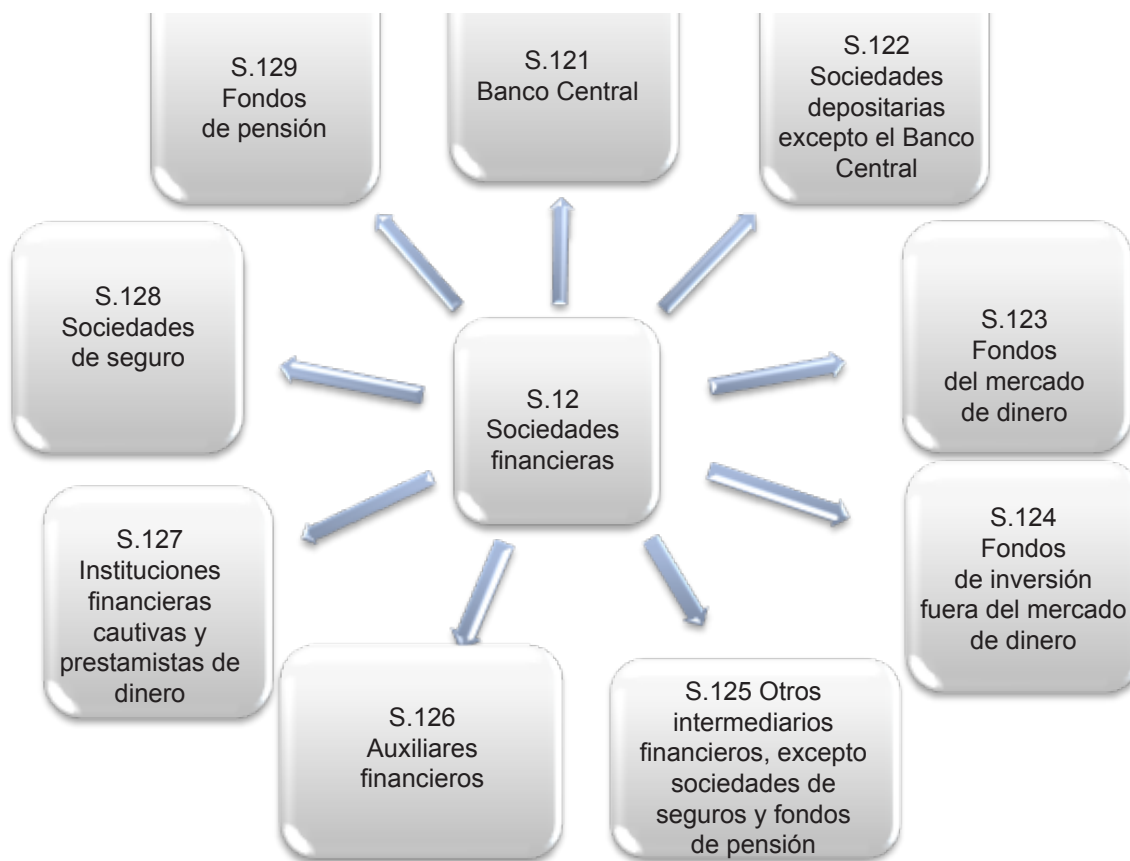 S.129
Fondos
de pensión
S.121
Banco Central
S.122
Sociedades
depositarias
excepto el Banco
Central
S.128
Sociedades
de seguro
S.12
Sociedades
financieras
S.123
Fondos
del mercado
de dinero
S.127
Instituciones
financieras
cautivas y
prestamistas de
dinero
S.124
Fondos
de inversión
fuera del mercado
de dinero
S.126
Auxiliares
financieros
S.125 Otros
intermediarios
financieros, excepto
sociedades de
seguros y fondos
de pensión